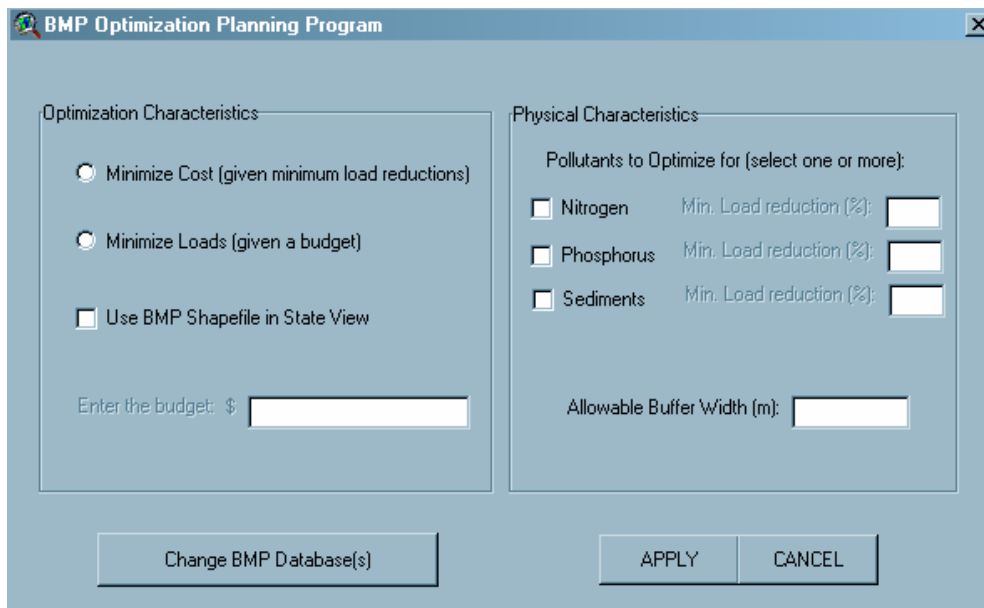 BMP Optimization Planning Program
Optimization Characteristics
Minimize Cost (given minimum load reductions)
Minimize Loads (given a budget)
Use BMP Shapefile in State View
Enter the budget: $
Physical Characteristics
Pollutants to Optimize for (select one or more):
Nitrogen Min. Load reduction (%):
Phosphorus Min. Load reduction (%):
Sediments Min. Load reduction (%):
Allowable Buffer Width (m):
Change BMP Database(s)
APPLY
CANCEL